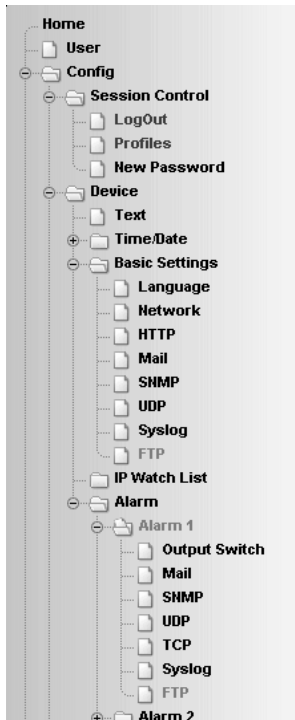 Home
User
Config
Session Control
LogOut
Profiles
New Password
Device
Text
Time/Date
Basic Settings
Language
Network
HTTP
Mail
SNMP
UDP
Syslog
FTP
IP Watch List
Alarm
Alarm 1
Output Switch
Mail
SNMP
UDP
TCP
Syslog
FTP
Alarm 2